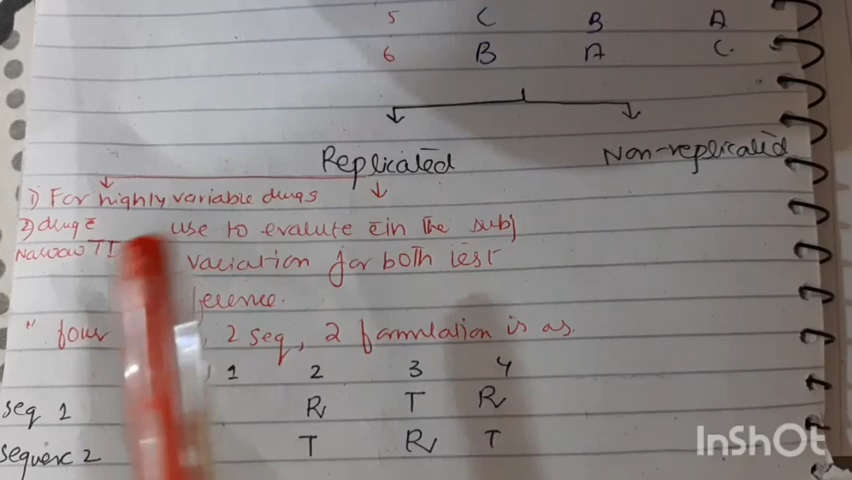 5 C B A
6 B A C
Replicated Non-replicated
1) For highly variable drugs
2) drug c̄
Narrow TI
use to evalute c̄in the subj
variation for both test
ference.
" four , 2 seq, 2 formulation is as.
1 2 3 4
seq 1 R T R
sequenc 2 T R T
InShOt